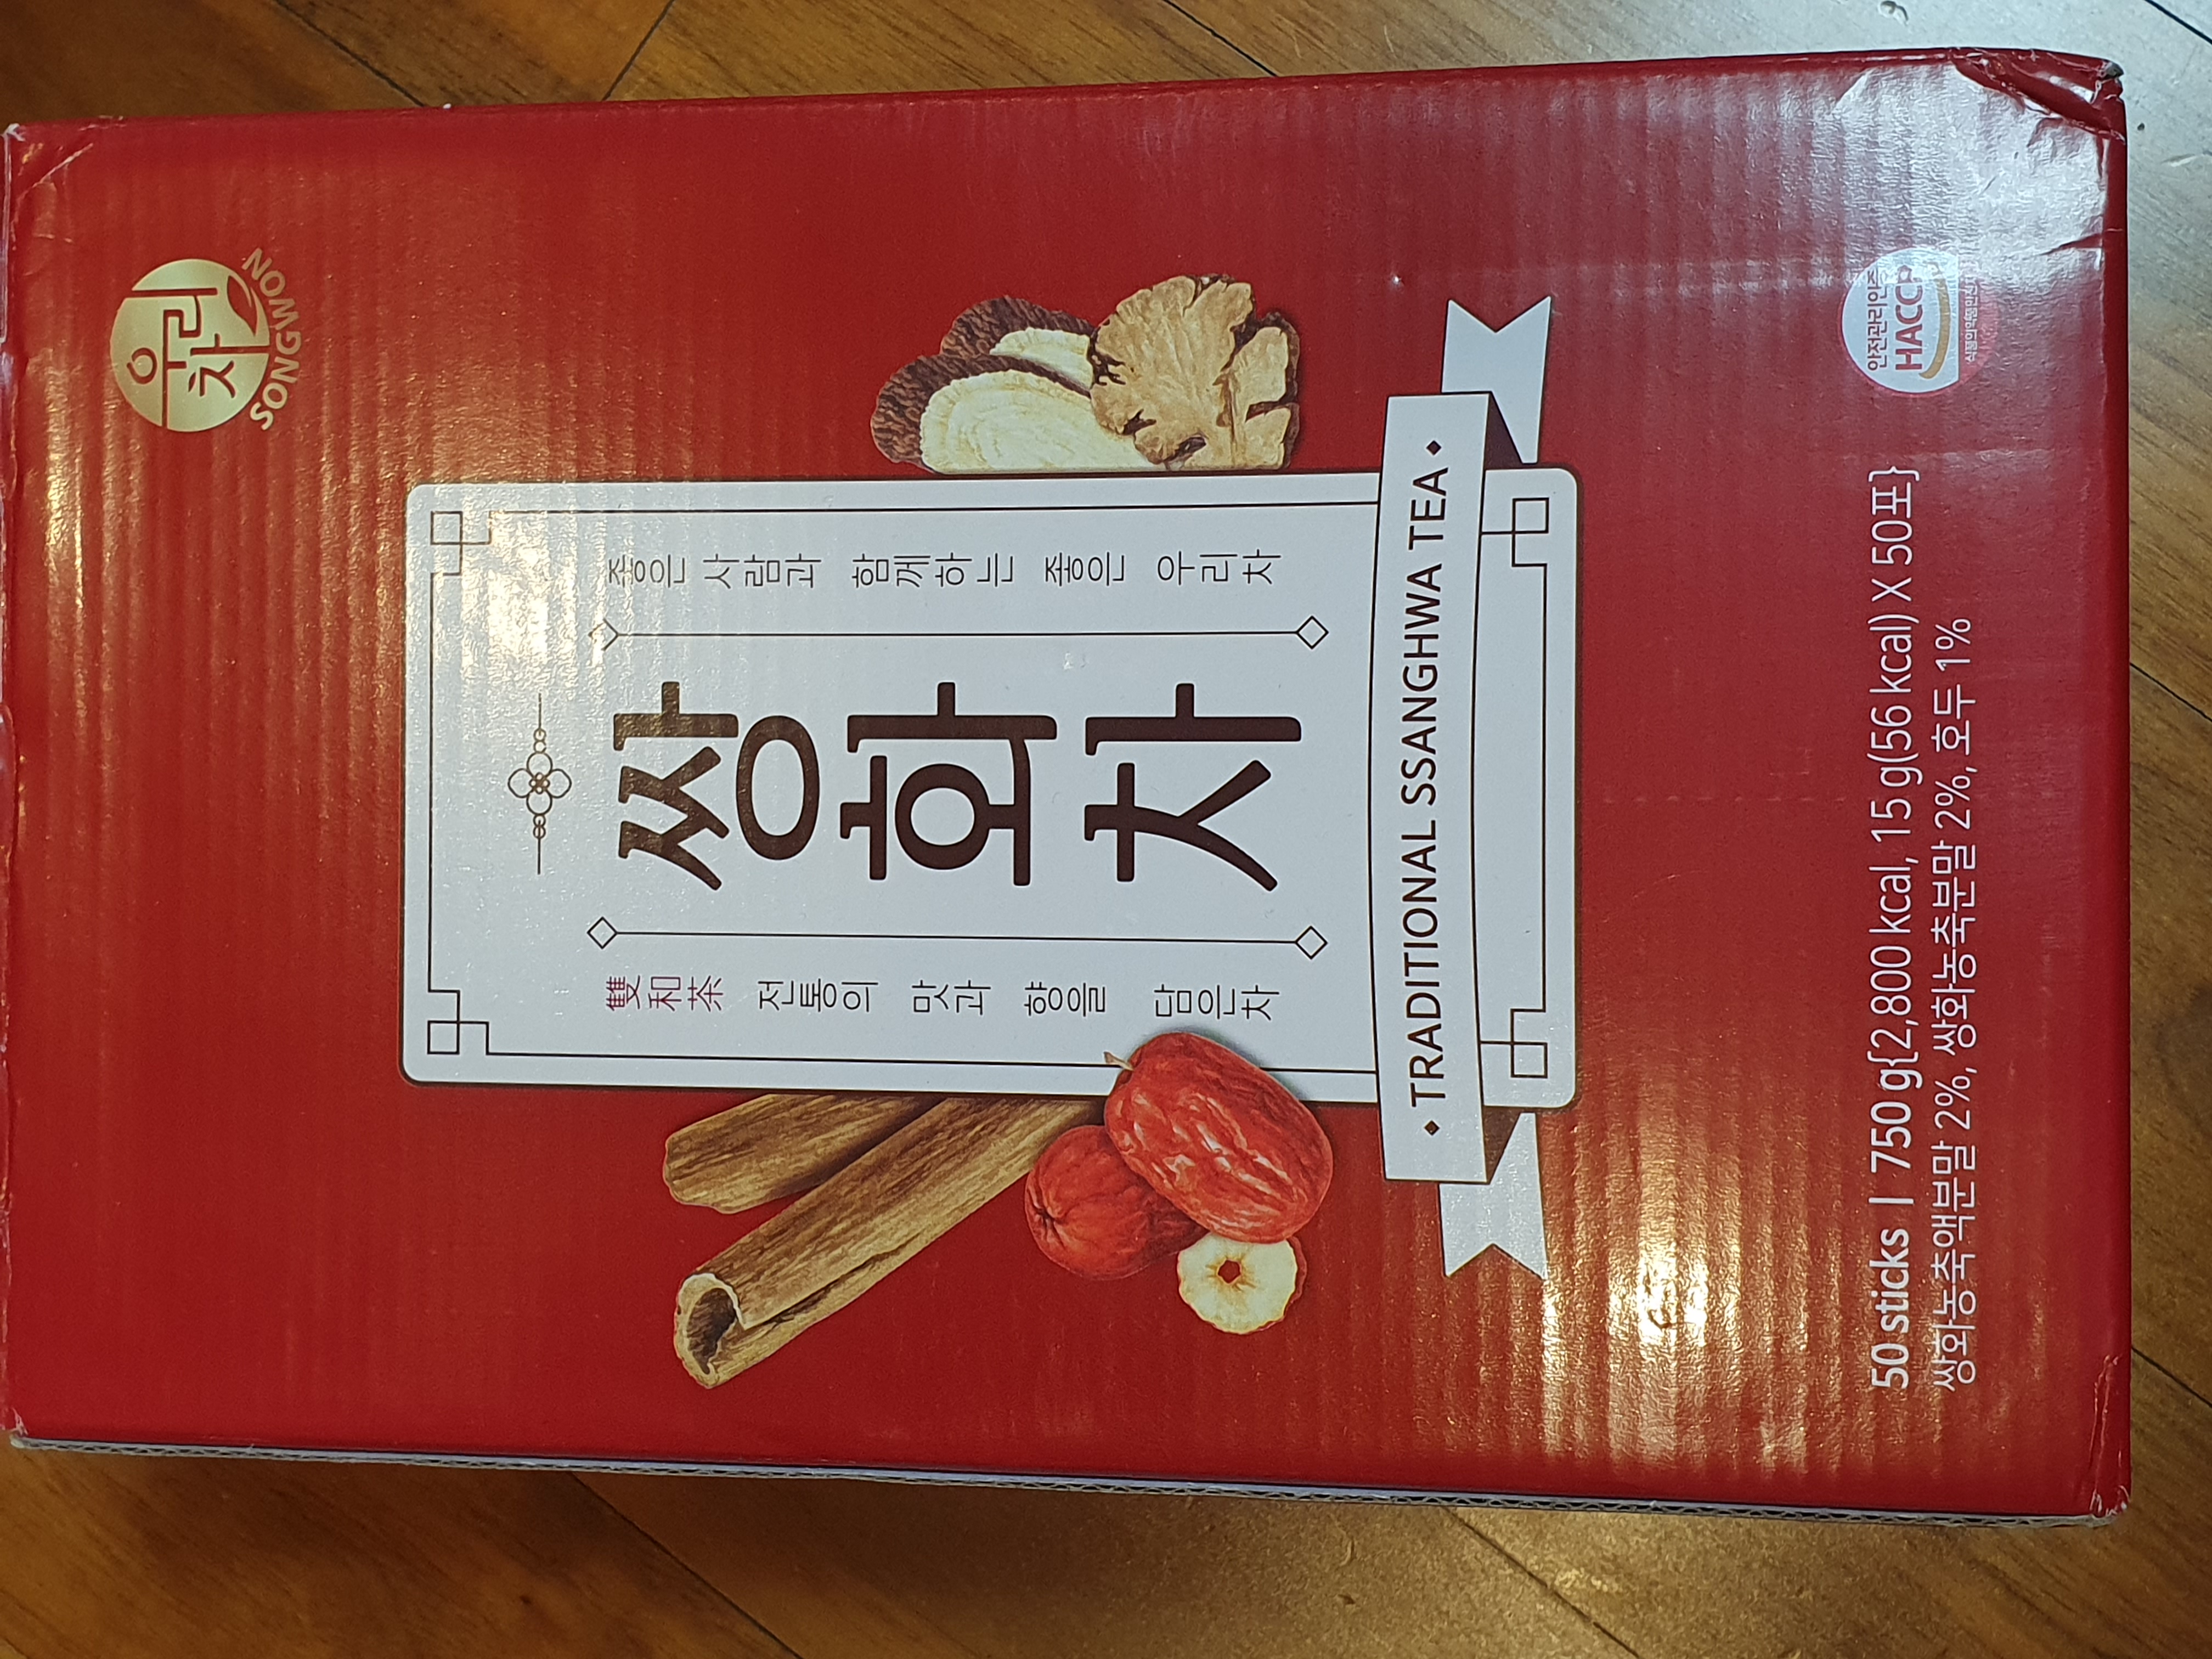 우리차
SONGWON
좋은 사람과 함께하는 좋은 우리차
쌍화차
雙和茶 전통의 맛과 향을 담은차
TRADITIONAL SSANGHWA TEA
안전관리인증
HACCP
50 sticks | 750 g{2,800 kcal, 15 g(56 kcal) X 50포}
쌍화농축액분말 2%, 쌍화농축분말 2%, 호두 1%